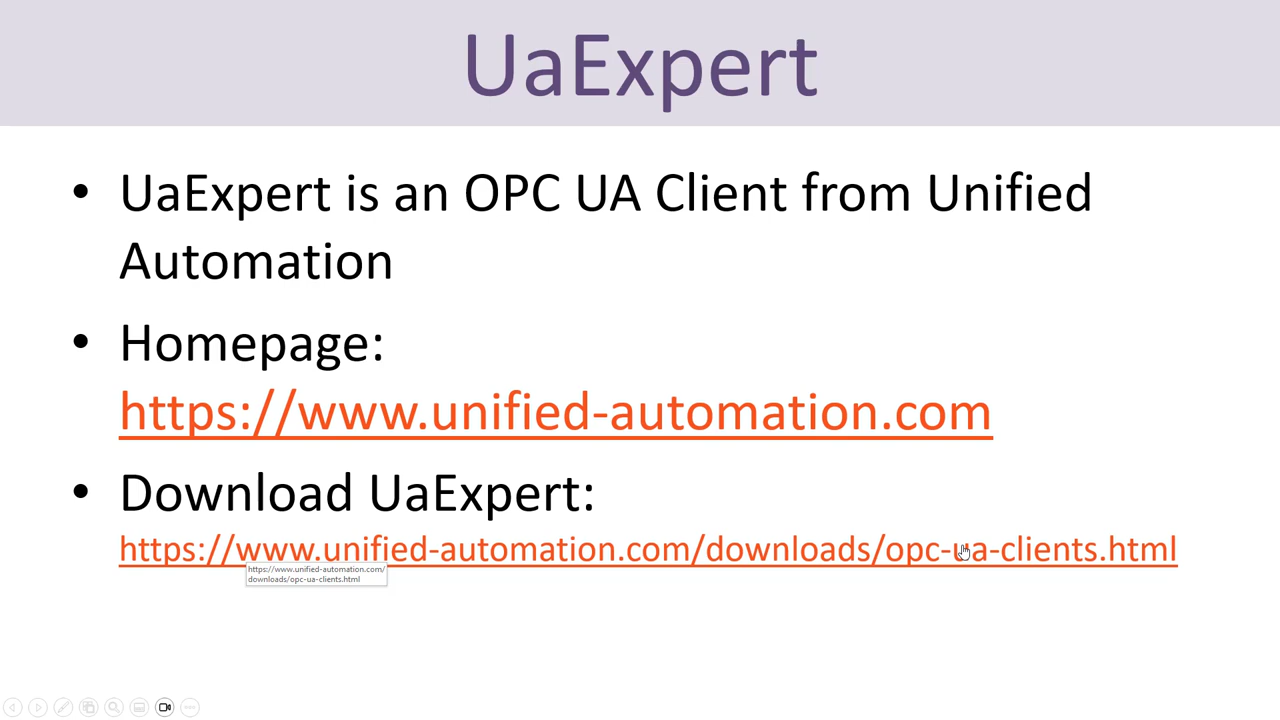 UaExpert
• UaExpert is an OPC UA Client from Unified
Automation
• Homepage:
https://www.unified-automation.com
• Download UaExpert:
https://www.unified-automation.com/downloads/opc-ua-clients.html
https://www.unified-automation.com/
downloads/opc-ua-clients.html